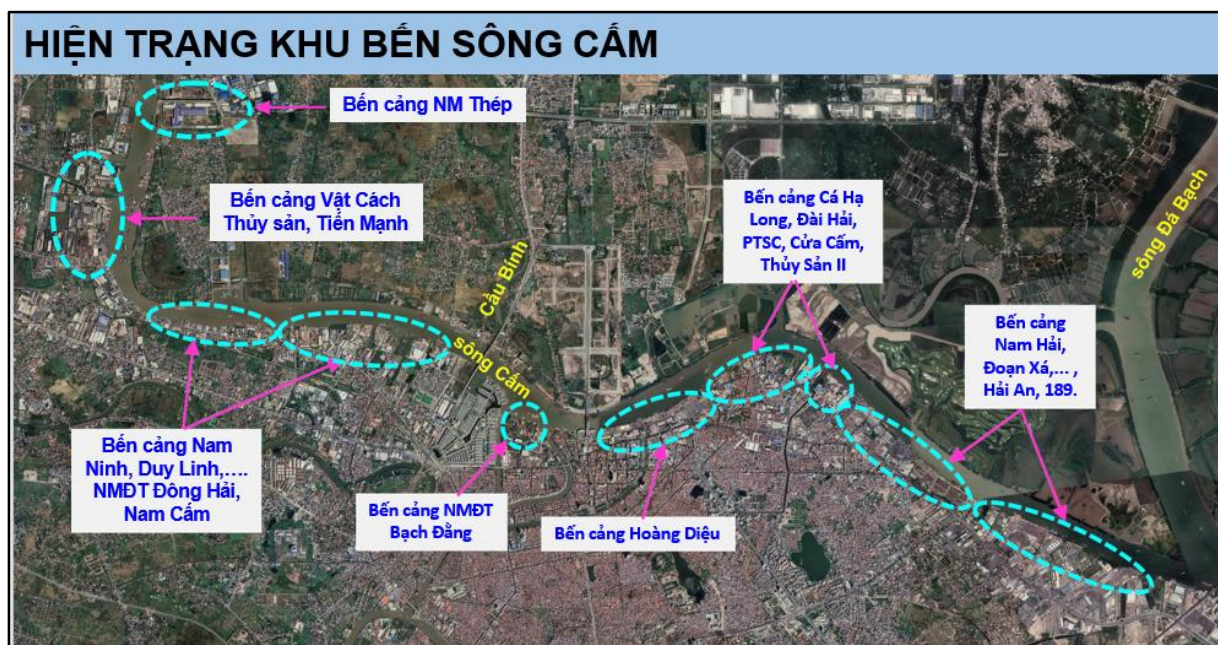 HIỆN TRẠNG KHU BẾN SÔNG CẤM
Bến cảng NM Thép
Bến cảng Vật Cách
Thủy sản, Tiến Mạnh
Bến cảng Cá Hạ
Long, Đài Hải,
PTSC, Cửa Cấm,
Thủy Sản II
sông Đá Bạch
Cầu Bính
sông Cấm
Bến cảng
Nam Hải,
Đoạn Xá,... ,
Hải An, 189.
Bến cảng Nam
Ninh, Duy Linh,....
NMĐT Đông Hải,
Nam Cấm
Bến cảng NMĐT
Bạch Đằng
Bến cảng Hoàng Diệu